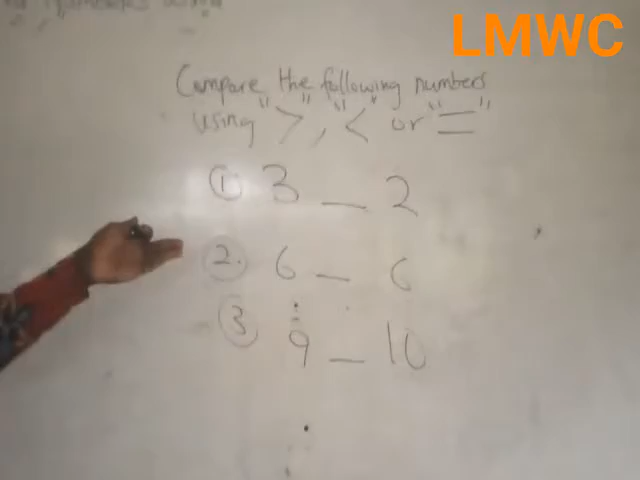 LMWC
Compare the following numbers
using ">", "<" or "="
① 3 _ 2
②. 6 _ 6
③ 9 _ 10